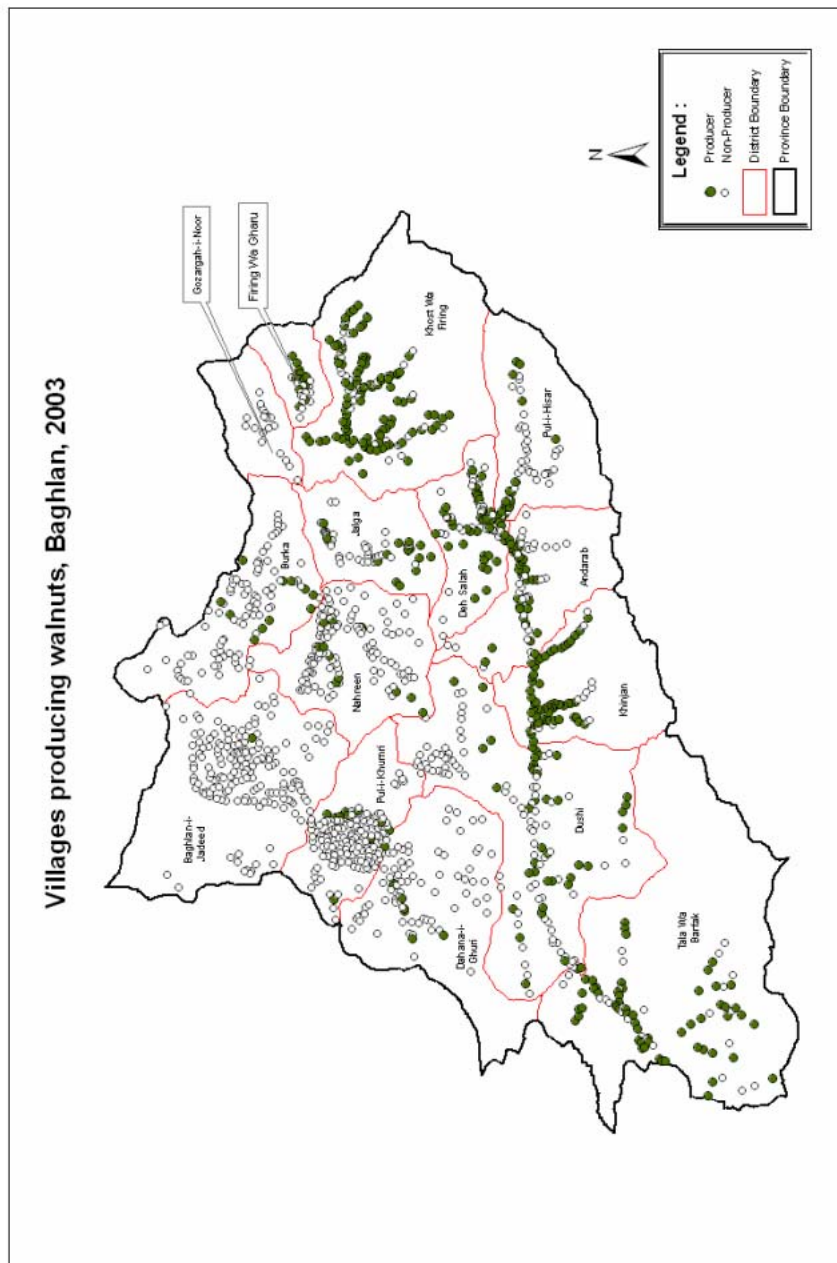 Villages producing walnuts, Baghlan, 2003
Gozargah-i-Noor
Firing Wa Gharu
Baghlan-i-
Jadeed
Burka
Nahreen
Jalga
Khost Wa
Firing
Pul-i-Khumri
Deh Salah
Pul-i-Hisar
Dahana-i-
Ghuri
Dushi
Khinjan
Andarab
Tala Wa
Barfak
N
Legend :
Producer
Non-Producer
District Boundary
Province Boundary